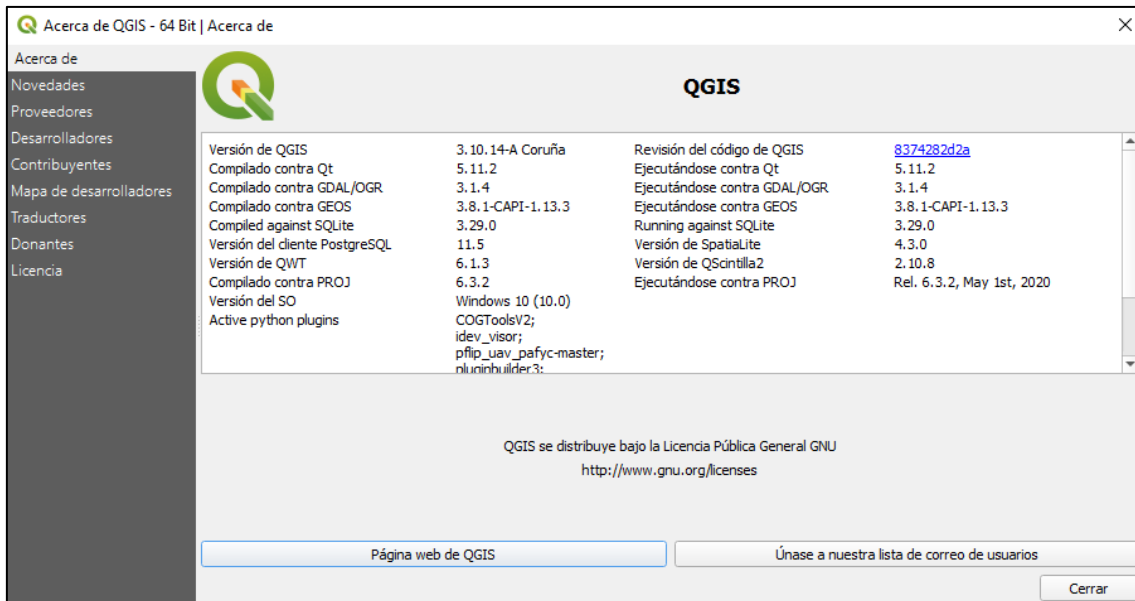 Acerca de QGIS - 64 Bit | Acerca de
Acerca de
Novedades
Proveedores
Desarrolladores
Contribuyentes
Mapa de desarrolladores
Traductores
Donantes
Licencia
QGIS
Versión de QGIS 3.10.14-A Coruña Revisión del código de QGIS 8374282d2a
Compilado contra Qt 5.11.2 Ejecutándose contra Qt 5.11.2
Compilado contra GDAL/OGR 3.1.4 Ejecutándose contra GDAL/OGR 3.1.4
Compilado contra GEOS 3.8.1-CAPI-1.13.3 Ejecutándose contra GEOS 3.8.1-CAPI-1.13.3
Compiled against SQLite 3.29.0 Running against SQLite 3.29.0
Versión del cliente PostgreSQL 11.5 Versión de SpatiaLite 4.3.0
Versión de QWT 6.1.3 Versión de QScintilla2 2.10.8
Compilado contra PROJ 6.3.2 Ejecutándose contra PROJ Rel. 6.3.2, May 1st, 2020
Versión del SO Windows 10 (10.0)
Active python plugins COGToolsV2;
idev_visor;
pflip_uav_pafyc-master;
pluginbuilder3;
QGIS se distribuye bajo la Licencia Pública General GNU
http://www.gnu.org/licenses
Página web de QGIS
Únase a nuestra lista de correo de usuarios
Cerrar